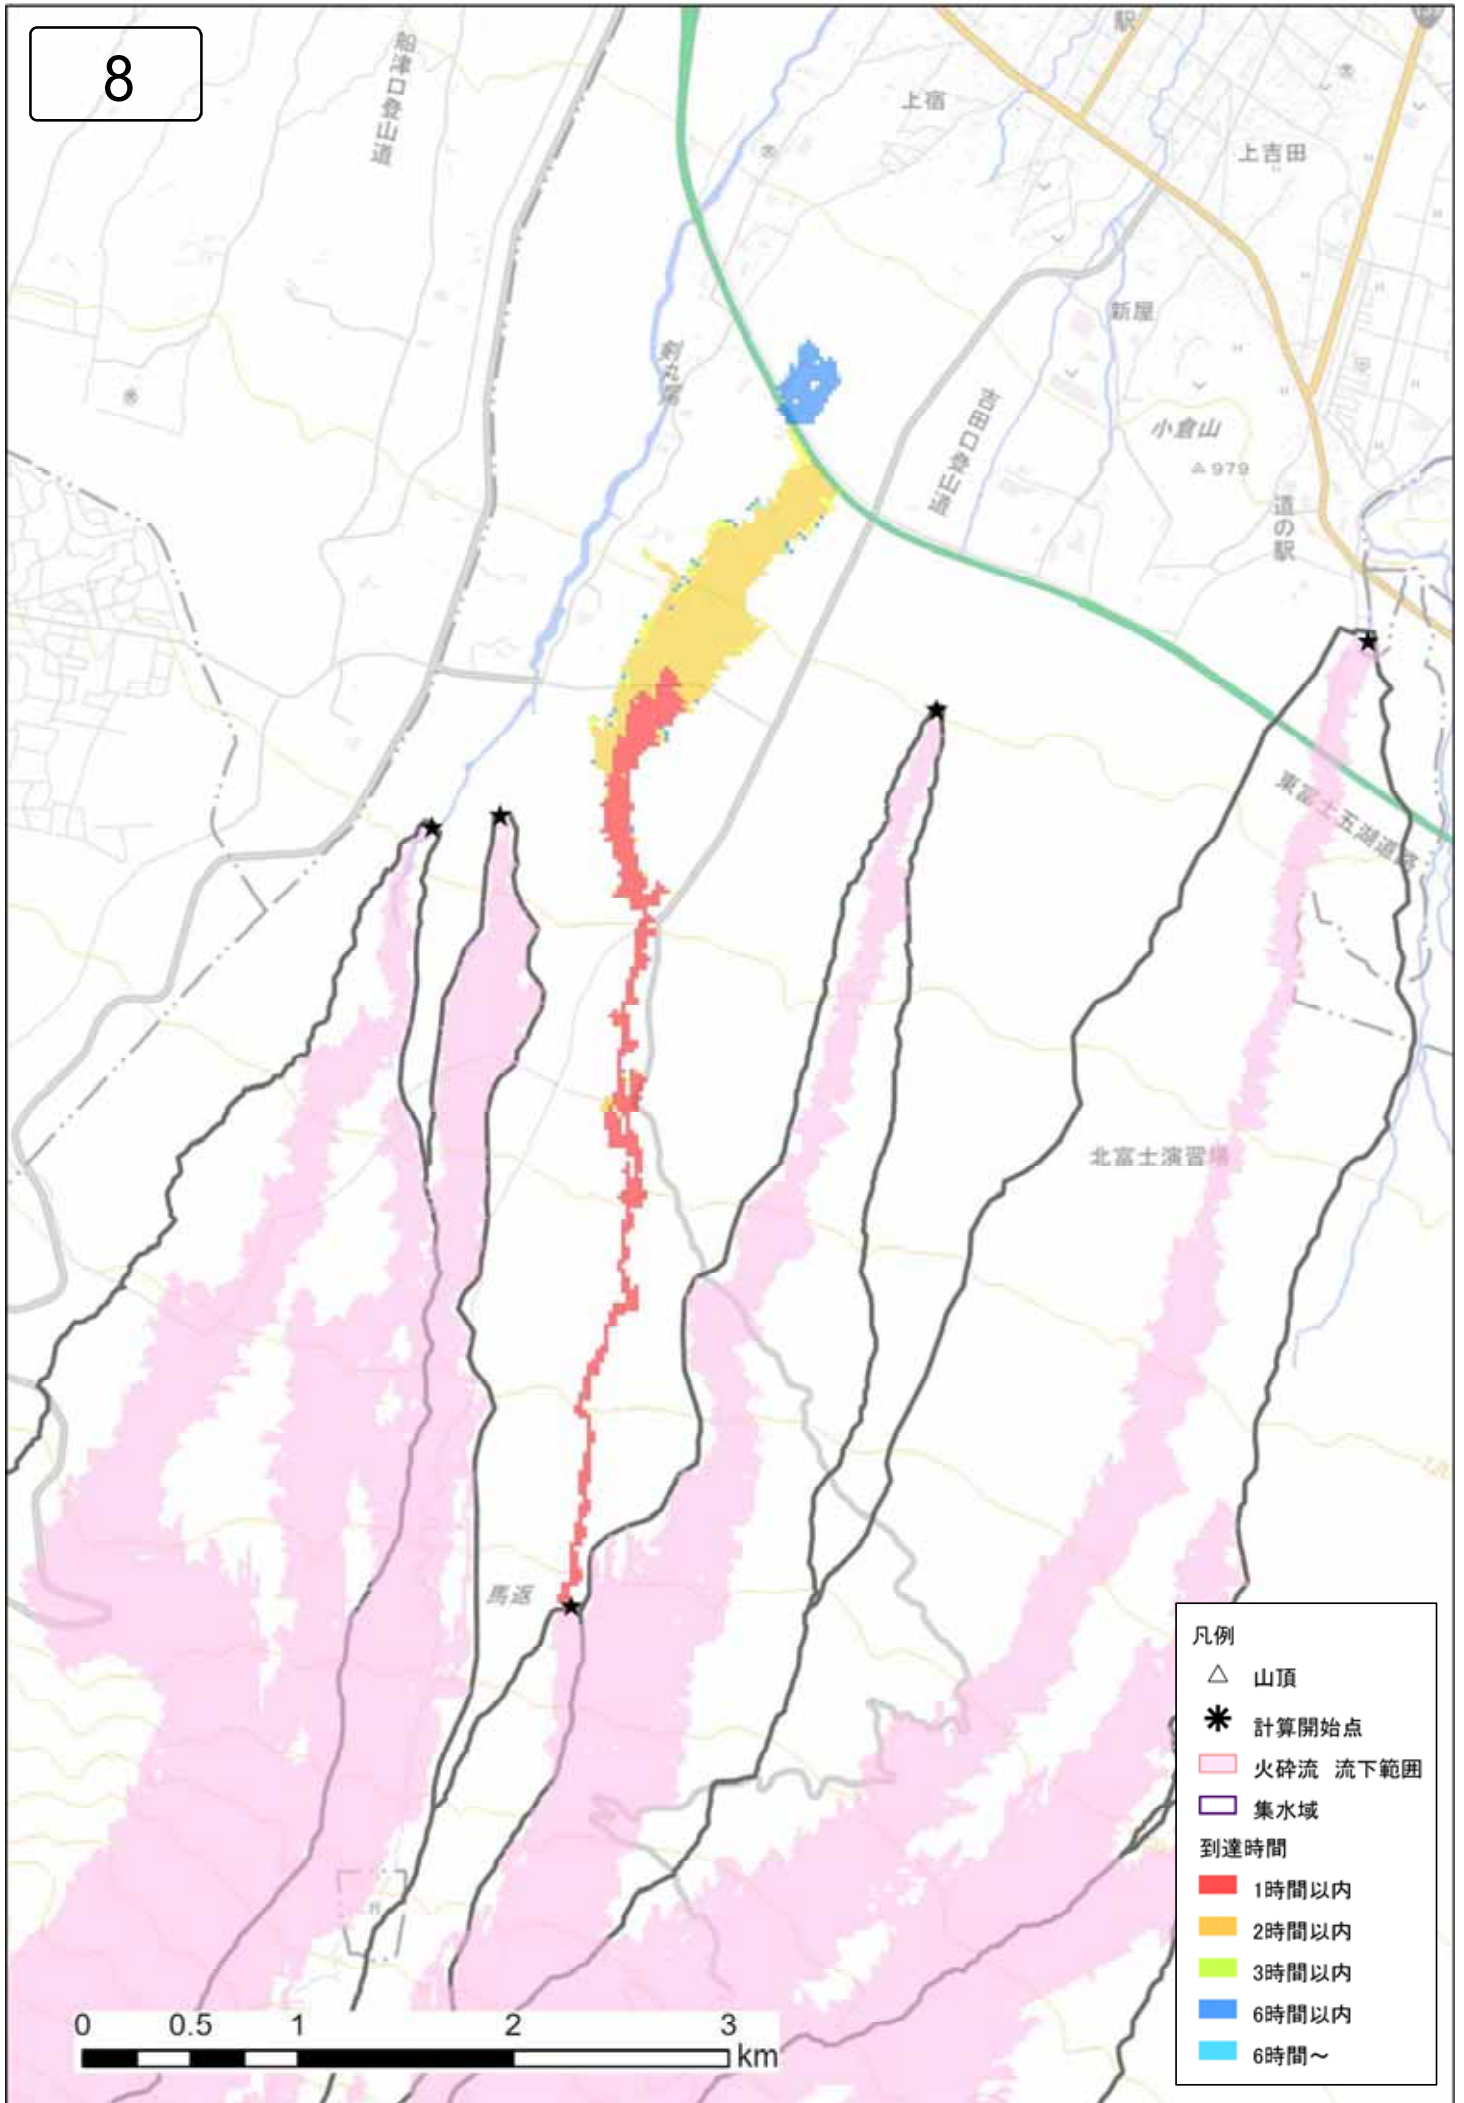 8
船津口登山道
駅
上宿
上吉田
新屋
吉田口登山道
小倉山
979
道の駅
東富士五湖道路
北富士演習場
馬返
凡例
山頂
計算開始点
火砕流 流下範囲
集水域
到達時間
1時間以内
2時間以内
3時間以内
6時間以内
6時間～
0 0.5 1 2 3
km